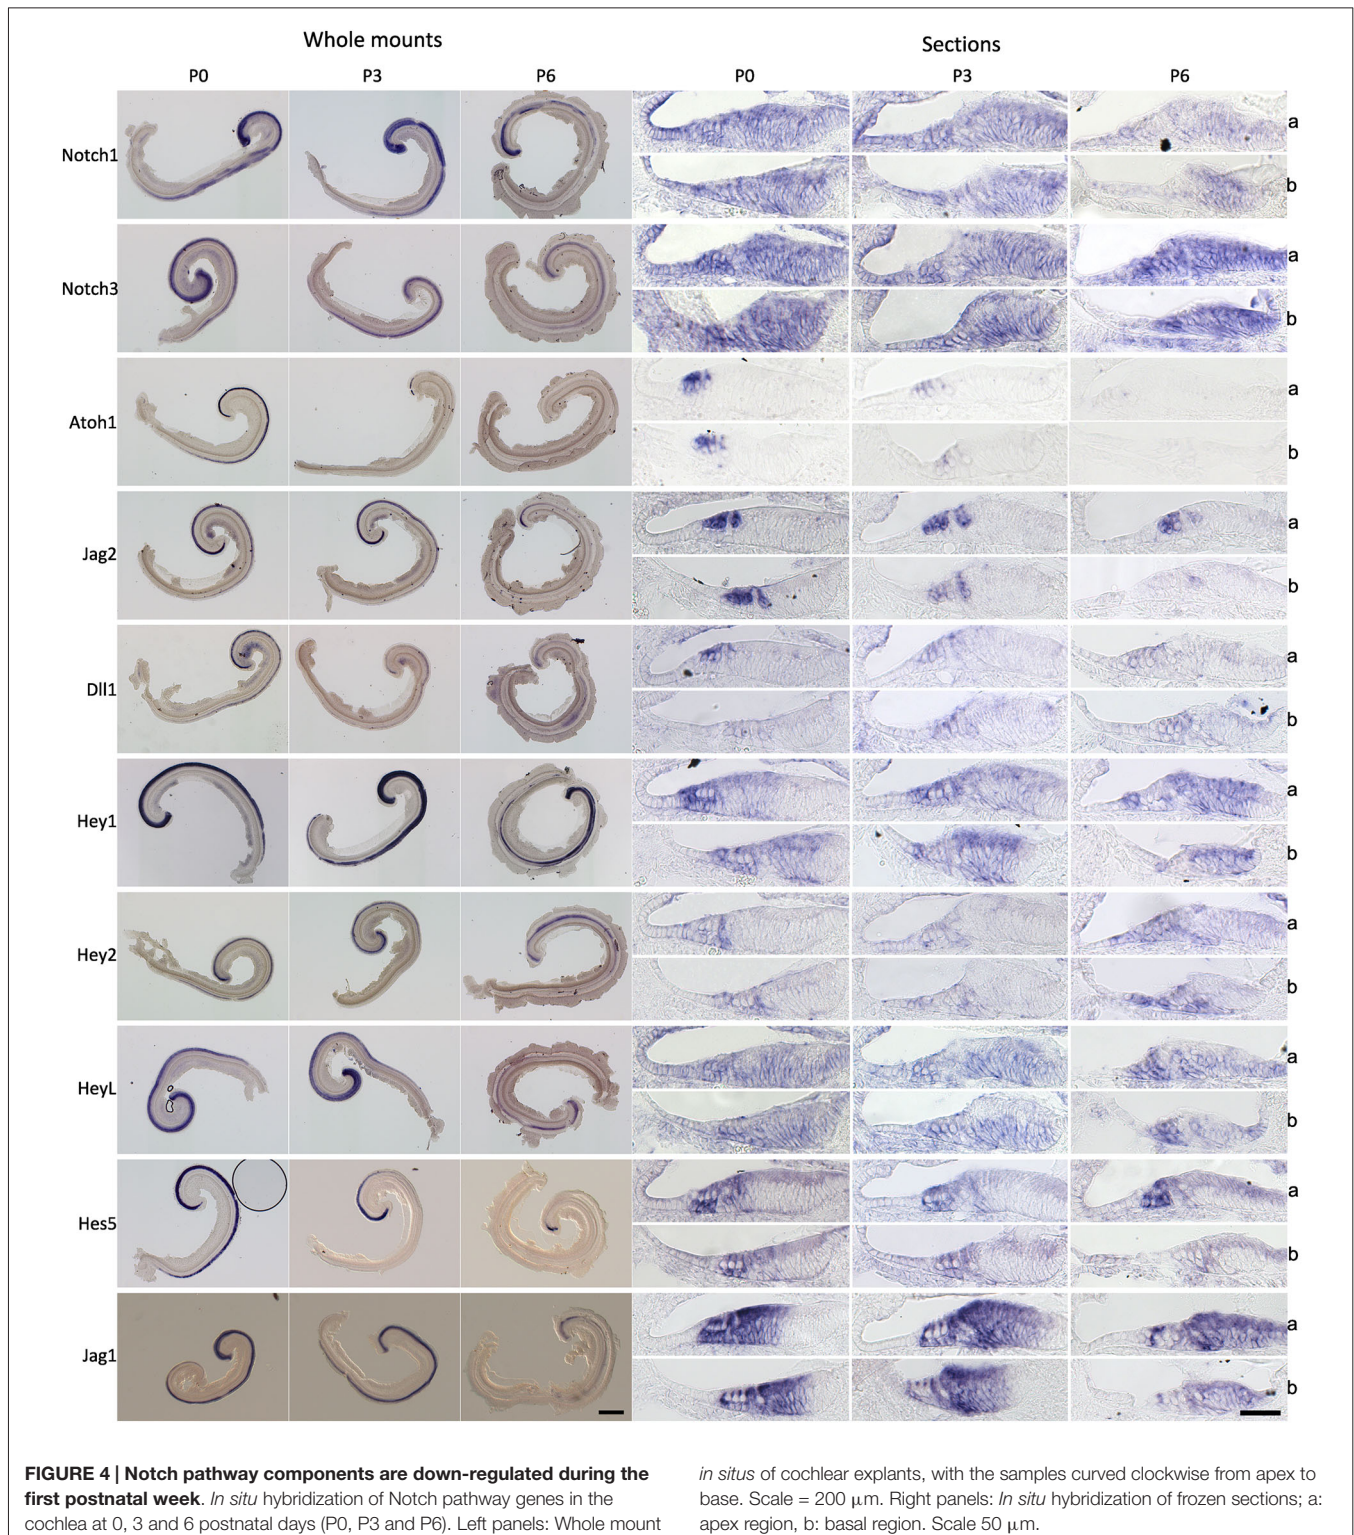 Whole mounts
Sections
P0 P3 P6 P0 P3 P6
Notch1 a
b
Notch3 a
b
Atoh1 a
b
Jag2 a
b
Dll1 a
b
Hey1 a
b
Hey2 a
b
HeyL a
b
Hes5 a
b
Jag1 a
b
FIGURE 4 | Notch pathway components are down-regulated during the
first postnatal week. In situ hybridization of Notch pathway genes in the
cochlea at 0, 3 and 6 postnatal days (P0, P3 and P6). Left panels: Whole mount
in situs of cochlear explants, with the samples curved clockwise from apex to
base. Scale = 200 μm. Right panels: In situ hybridization of frozen sections; a:
apex region, b: basal region. Scale 50 μm.